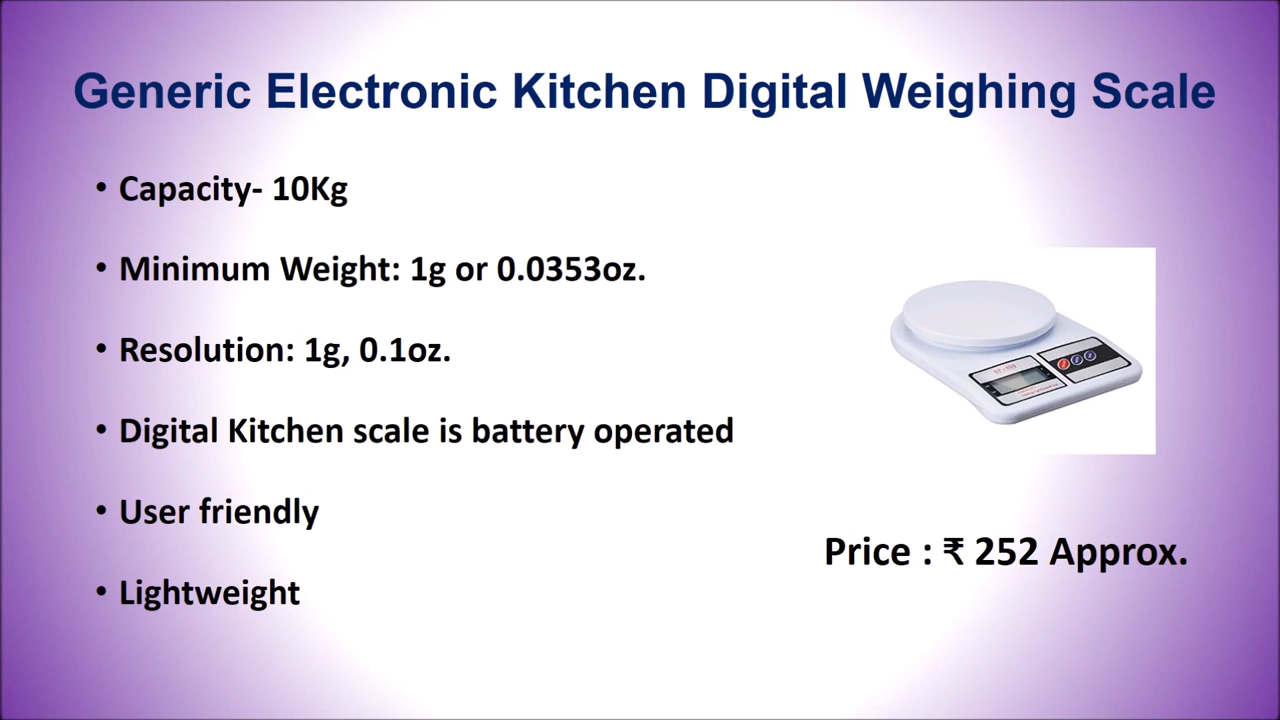 Generic Electronic Kitchen Digital Weighing Scale
• Capacity- 10Kg
• Minimum Weight: 1g or 0.0353oz.
• Resolution: 1g, 0.1oz.
• Digital Kitchen scale is battery operated
• User friendly
• Lightweight
Price : ₹ 252 Approx.